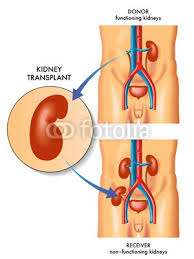 DONOR
functioning kidneys
KIDNEY
TRANSPLANT
fotolia
RECEIVER
non-functioning kidneys